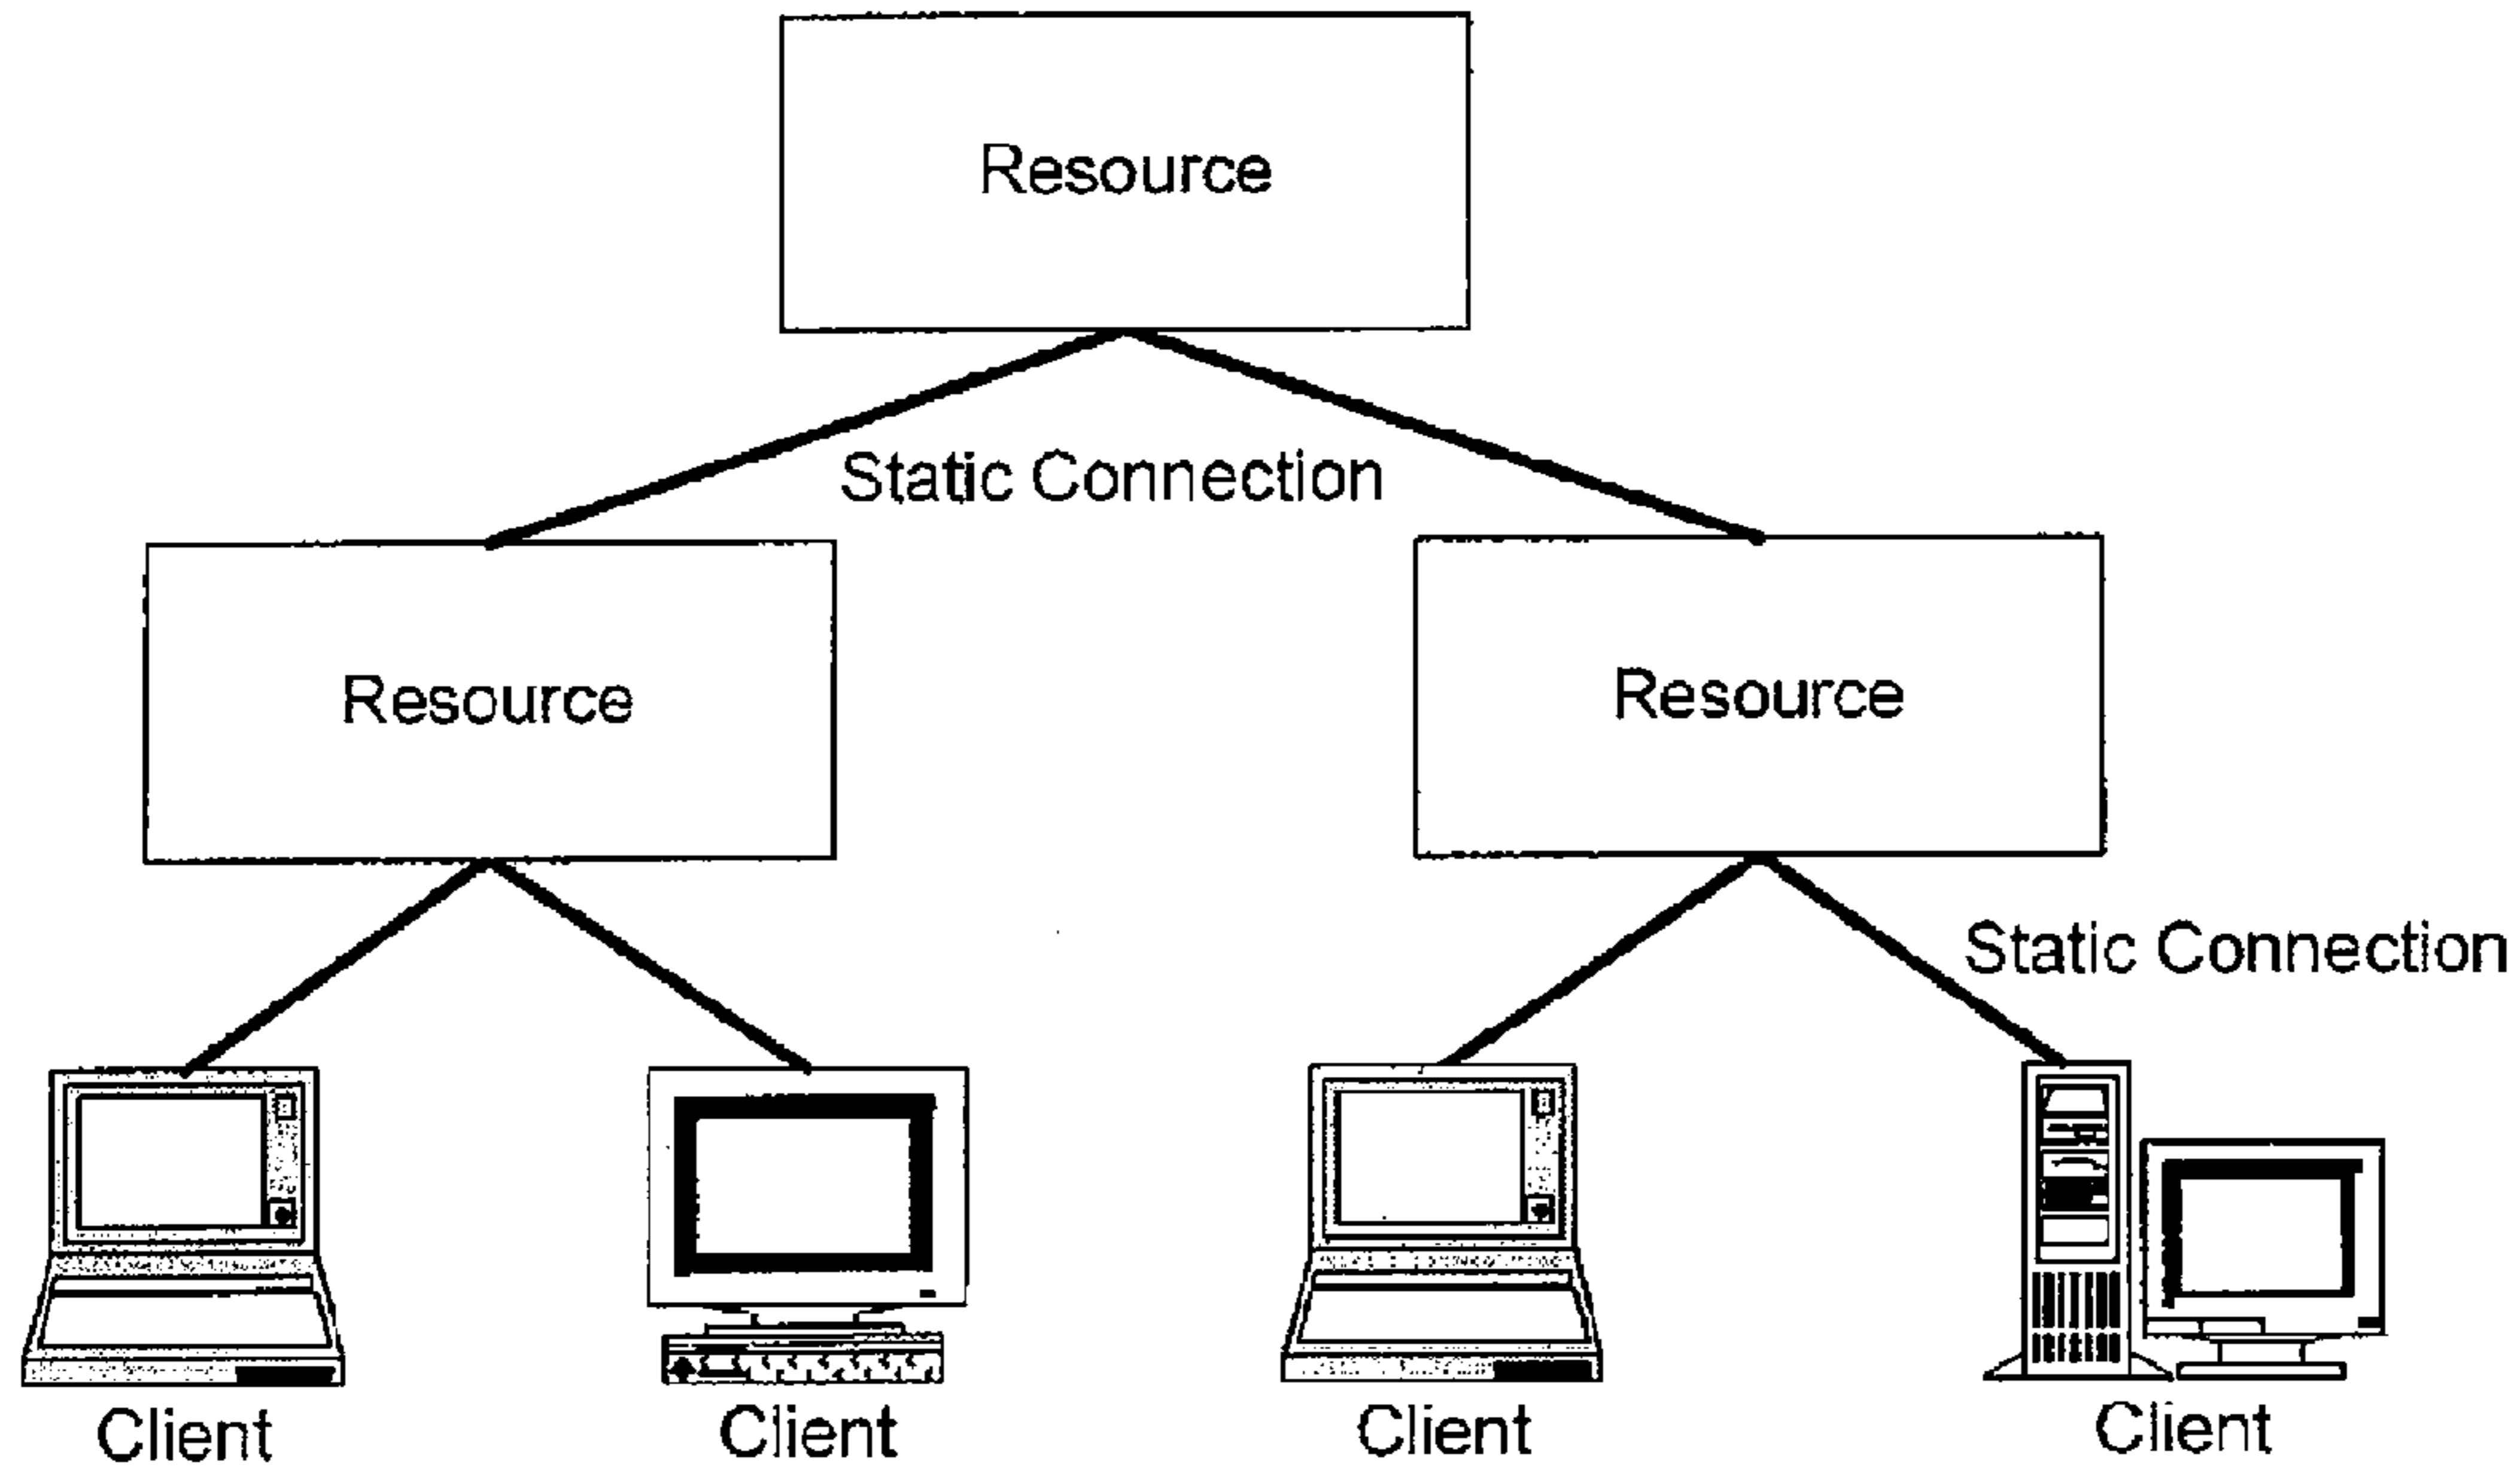 Resource
Static Connection
Resource
Resource
Static Connection
Client
Client
Client
Client